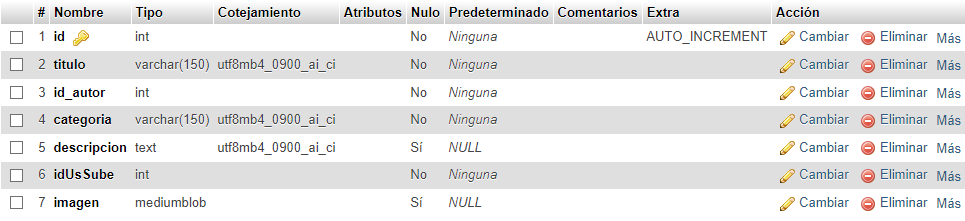 # Nombre Tipo Cotejamiento Atributos Nulo Predeterminado Comentarios Extra Acción
1 id int No Ninguna AUTO_INCREMENT Cambiar Eliminar Más
2 titulo varchar(150) utf8mb4_0900_ai_ci No Ninguna Cambiar Eliminar Más
3 id_autor int No Ninguna Cambiar Eliminar Más
4 categoria varchar(150) utf8mb4_0900_ai_ci No Ninguna Cambiar Eliminar Más
5 descripcion text utf8mb4_0900_ai_ci Sí NULL Cambiar Eliminar Más
6 idUsSube int No Ninguna Cambiar Eliminar Más
7 imagen mediumblob Sí NULL Cambiar Eliminar Más